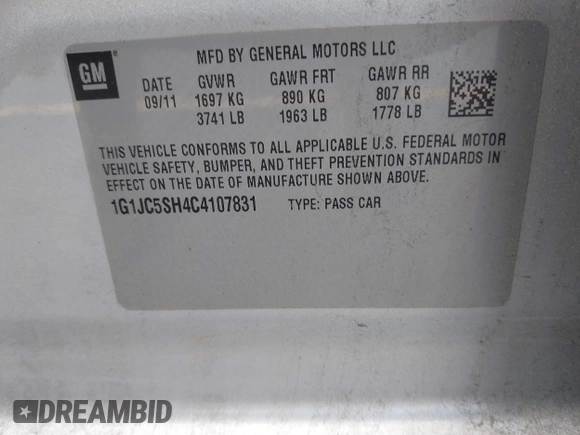 GM
MFD BY GENERAL MOTORS LLC
DATE GVWR GAWR FRT GAWR RR
09/11 1697 KG 890 KG 807 KG
3741 LB 1963 LB 1778 LB
THIS VEHICLE CONFORMS TO ALL APPLICABLE U.S. FEDERAL MOTOR
VEHICLE SAFETY, BUMPER, AND THEFT PREVENTION STANDARDS IN
EFFECT ON THE DATE OF MANUFACTURE SHOWN ABOVE.
1G1JC5SH4C4107831 TYPE: PASS CAR
DREAMBID